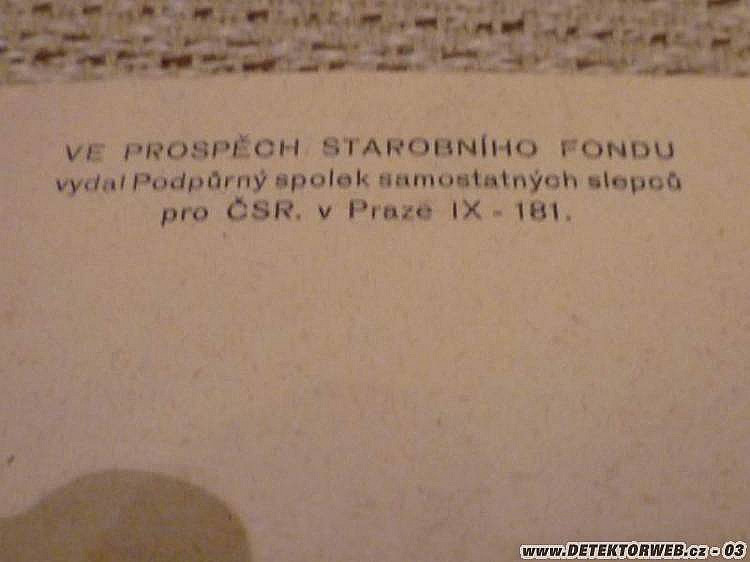 VE PROSPĚCH STAROBNÍHO FONDU
vydal Podpůrný spolek samostatných slepců
pro ČSR. v Praze IX - 181.
www.DETEKTORWEB.cz - 03